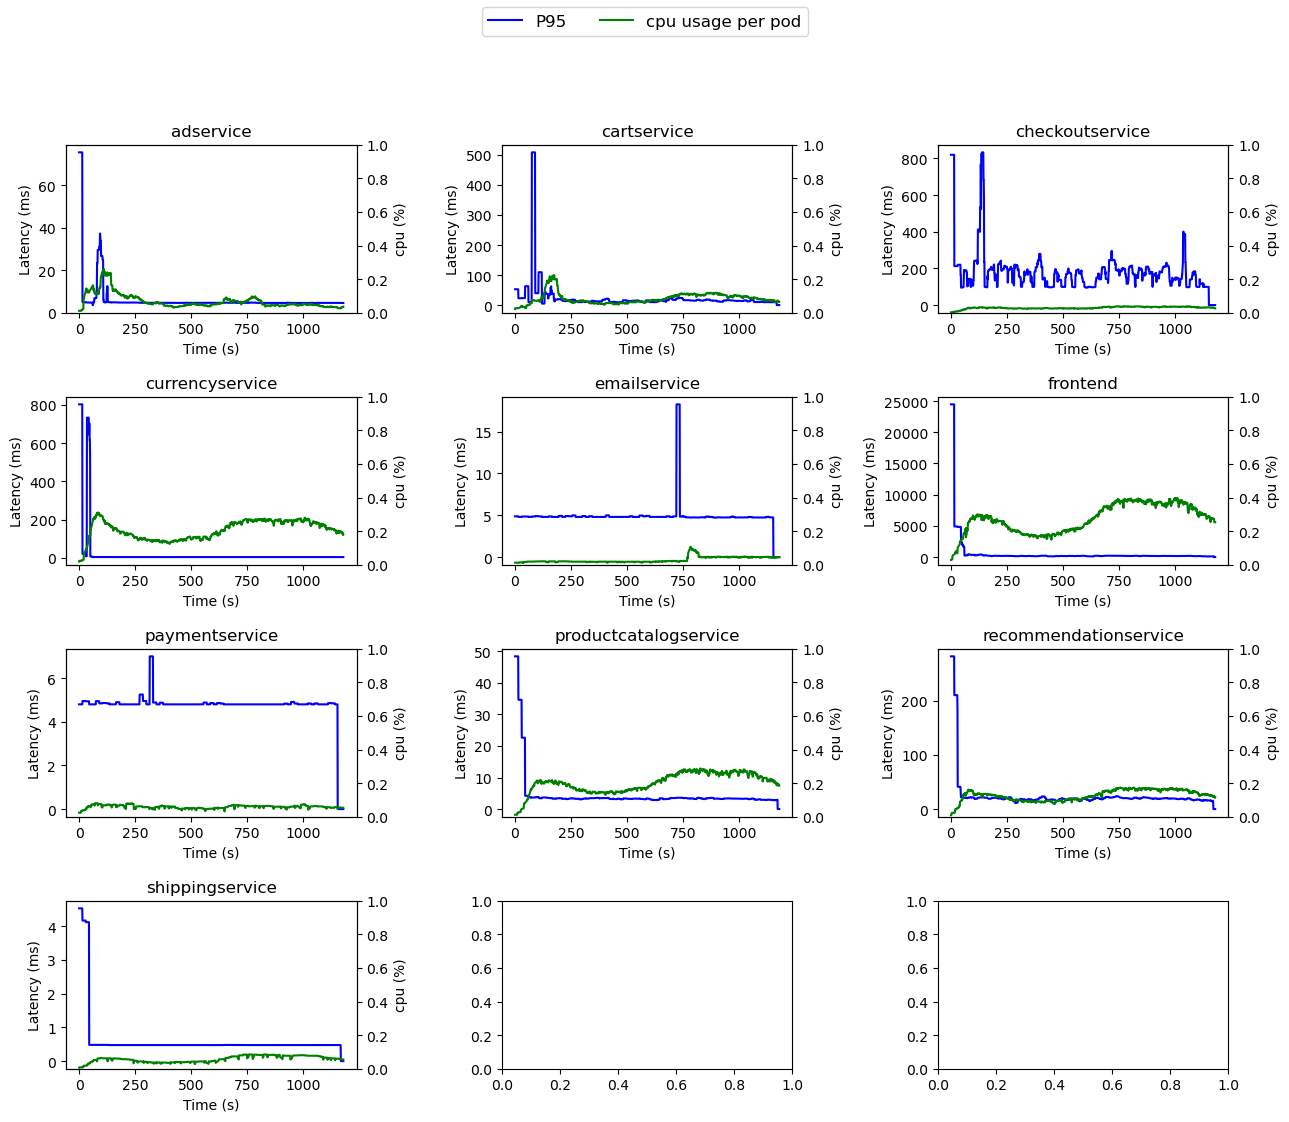 P95 cpu usage per pod
adservice
Latency (ms)
60
40
20
0
1.0
0.8
0.6
0.4
0.2
0.0
cpu (%)
0 250 500 750 1000
Time (s)
cartservice
Latency (ms)
500
400
300
200
100
0
1.0
0.8
0.6
0.4
0.2
0.0
cpu (%)
0 250 500 750 1000
Time (s)
checkoutservice
Latency (ms)
800
600
400
200
0
1.0
0.8
0.6
0.4
0.2
0.0
cpu (%)
0 250 500 750 1000
Time (s)
currencyservice
Latency (ms)
800
600
400
200
0
1.0
0.8
0.6
0.4
0.2
0.0
cpu (%)
0 250 500 750 1000
Time (s)
emailservice
Latency (ms)
15
10
5
0
1.0
0.8
0.6
0.4
0.2
0.0
cpu (%)
0 250 500 750 1000
Time (s)
frontend
Latency (ms)
25000
20000
15000
10000
5000
0
1.0
0.8
0.6
0.4
0.2
0.0
cpu (%)
0 250 500 750 1000
Time (s)
paymentservice
Latency (ms)
6
4
2
0
1.0
0.8
0.6
0.4
0.2
0.0
cpu (%)
0 250 500 750 1000
Time (s)
productcatalogservice
Latency (ms)
50
40
30
20
10
0
1.0
0.8
0.6
0.4
0.2
0.0
cpu (%)
0 250 500 750 1000
Time (s)
recommendationservice
Latency (ms)
200
100
0
1.0
0.8
0.6
0.4
0.2
0.0
cpu (%)
0 250 500 750 1000
Time (s)
shippingservice
Latency (ms)
4
3
2
1
0
1.0
0.8
0.6
0.4
0.2
0.0
cpu (%)
0 250 500 750 1000
Time (s)
1.0
0.8
0.6
0.4
0.2
0.0
0.0 0.2 0.4 0.6 0.8 1.0
1.0
0.8
0.6
0.4
0.2
0.0
0.0 0.2 0.4 0.6 0.8 1.0